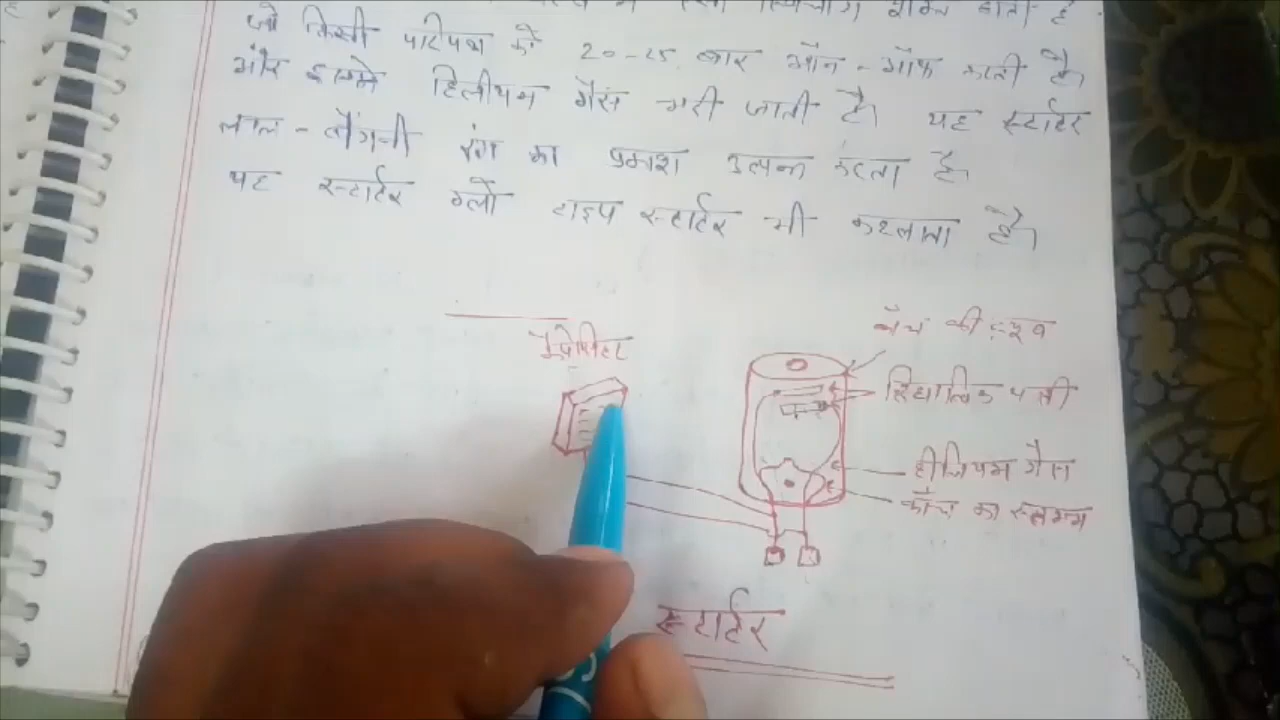 जो किसी परिपथ को 20-25 बार ऑन-ऑफ करती है।
और इसमें हिलीयम गैस भरी जाती है। यह स्टार्टर
लाल-बैंगनी रंग का प्रकाश उत्पन्न करता है।
यह स्टार्टर ग्लो टाइप स्टार्टर भी कहलाता है।
कैपेसिटर
काँच की ट्यूब
द्विधात्विक पत्ती
हीलियम गैस
काँच का स्तम्भ
स्टार्टर